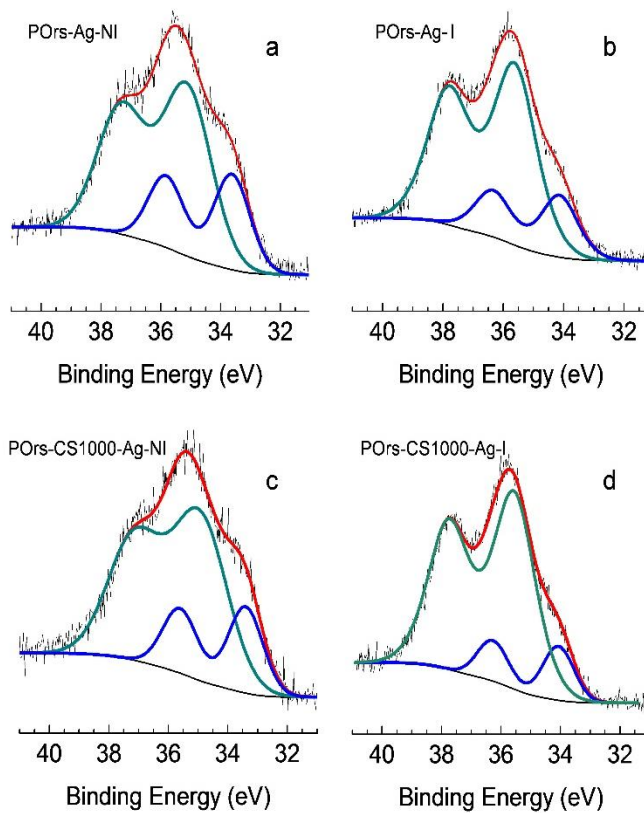 POrs-Ag-NI
a
40 38 36 34 32
Binding Energy (eV)
POrs-Ag-I
b
40 38 36 34 32
Binding Energy (eV)
POrs-CS1000-Ag-NI
c
40 38 36 34 32
Binding Energy (eV)
POrs-CS1000-Ag-I
d
40 38 36 34 32
Binding Energy (eV)